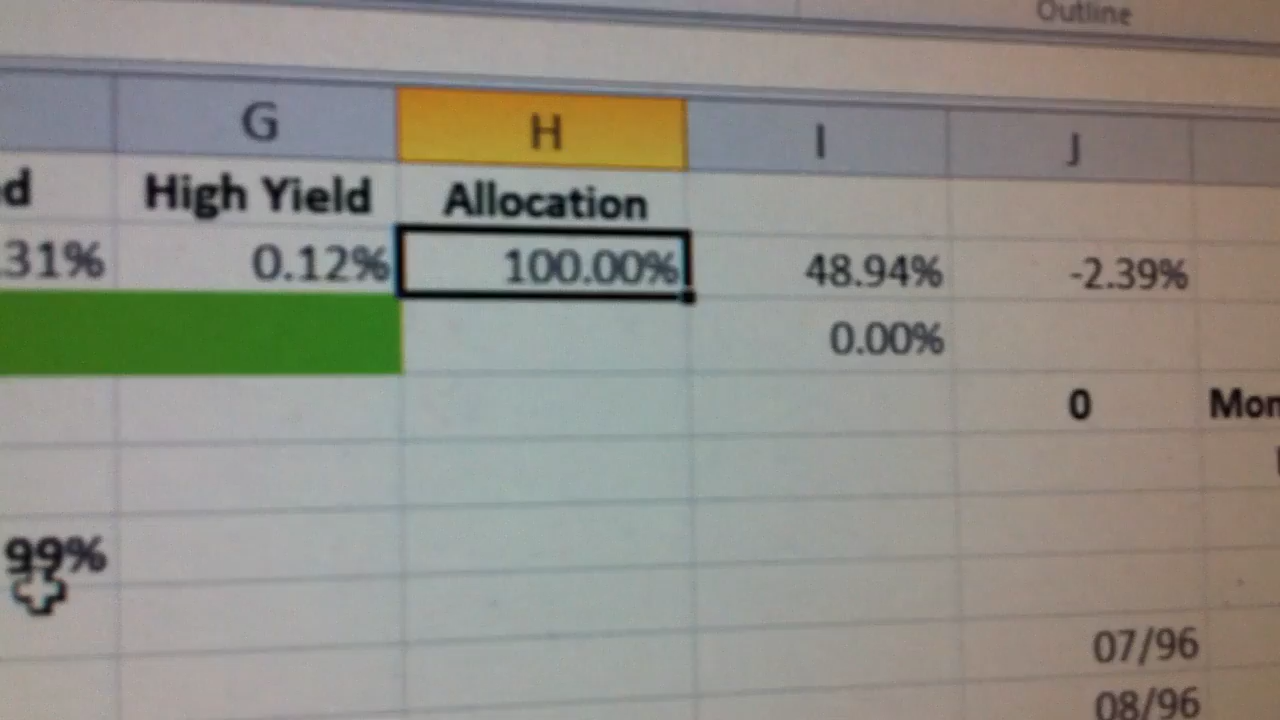 Outline
G H I J
High Yield Allocation
.31% 0.12% 100.00% 48.94% -2.39%
0.00%
0
99%
07/96
08/96